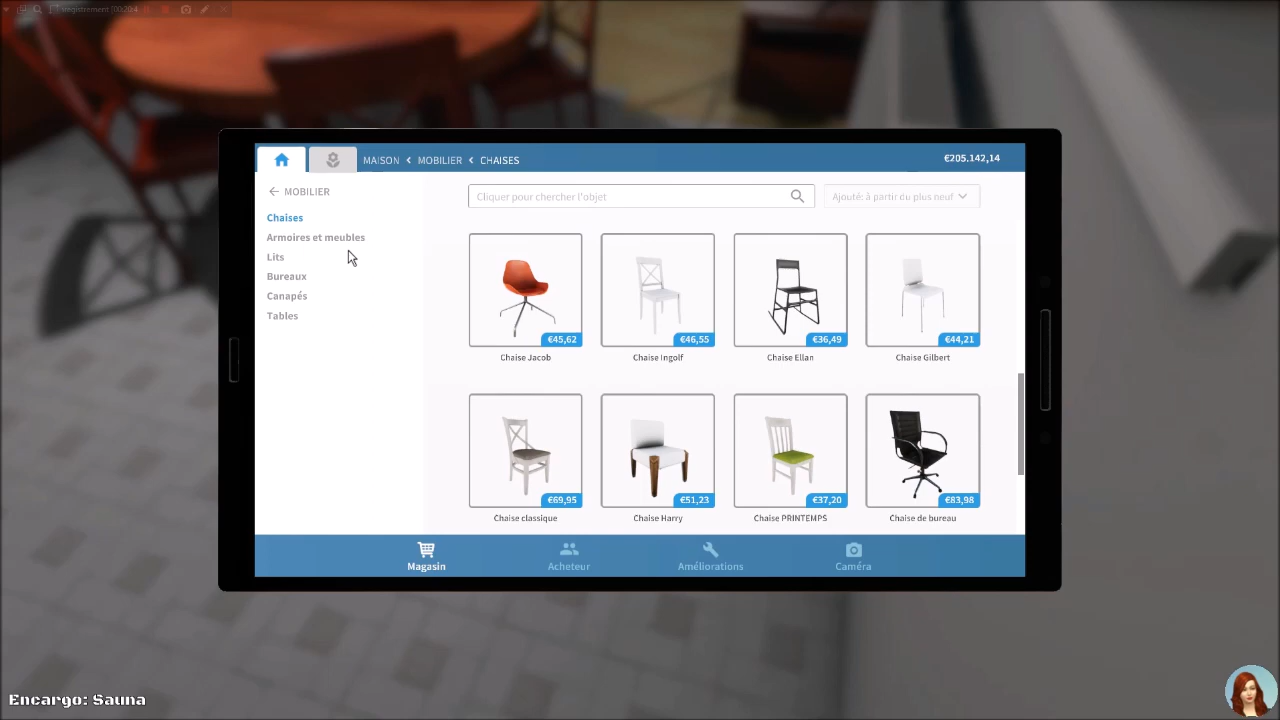 MAISON < MOBILIER < CHAISES
€205.142,14
← MOBILIER
Chaises
Armoires et meubles
Lits
Bureaux
Canapés
Tables
Cliquer pour chercher l'objet
Ajouté: à partir du plus neuf
€45,62
€46,55
€36,49
€44,21
Chaise Jacob
Chaise Ingolf
Chaise Ellan
Chaise Gilbert
€69,95
€51,23
€37,20
€83,98
Chaise classique
Chaise Harry
Chaise PRINTEMPS
Chaise de bureau
Magasin
Acheteur
Améliorations
Caméra
Encargo: Sauna